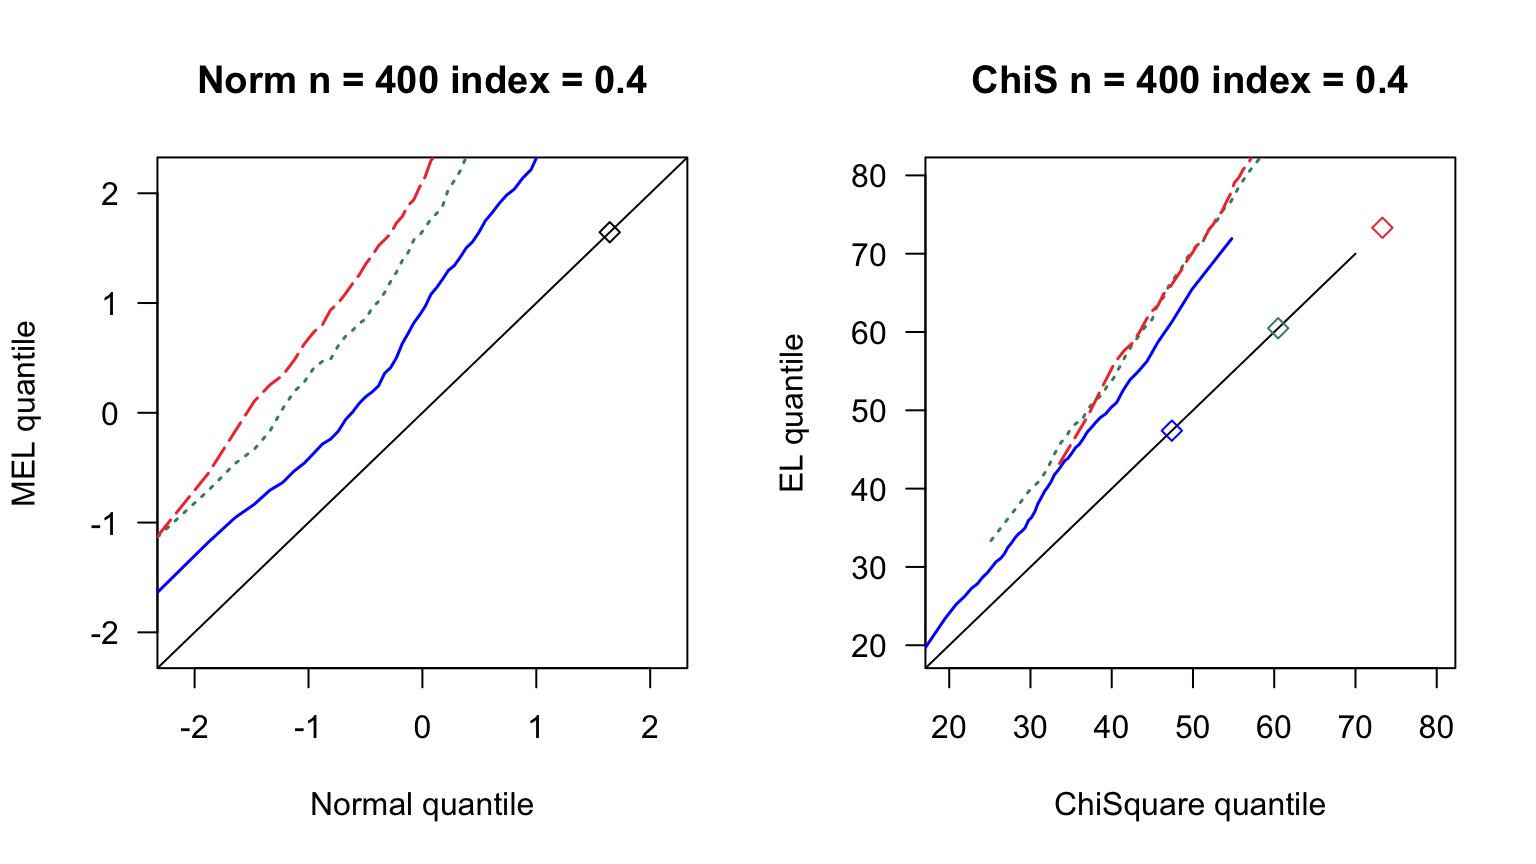 Norm n = 400 index = 0.4
MEL quantile
2
1
0
-1
-2
-2 -1 0 1 2
Normal quantile
ChiS n = 400 index = 0.4
EL quantile
80
70
60
50
40
30
20
20 30 40 50 60 70 80
ChiSquare quantile